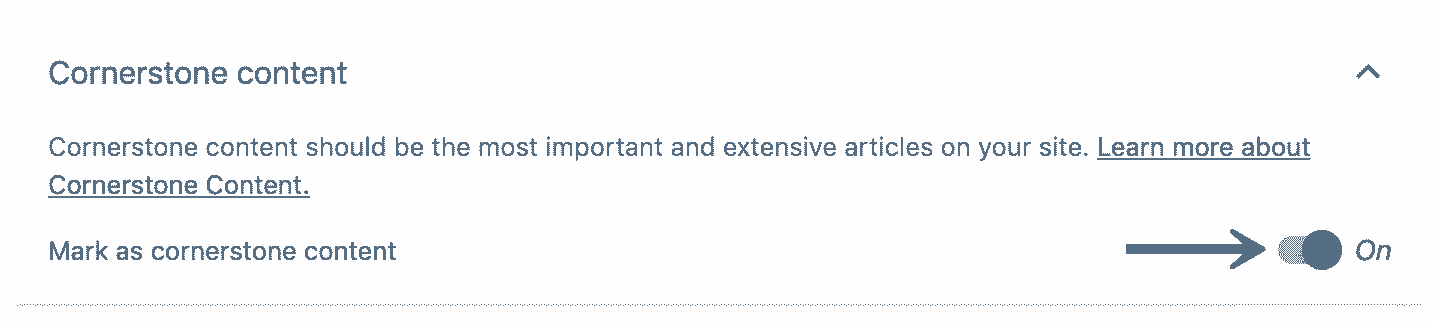 Cornerstone content
Cornerstone content should be the most important and extensive articles on your site. Learn more about
Cornerstone Content.
Mark as cornerstone content On